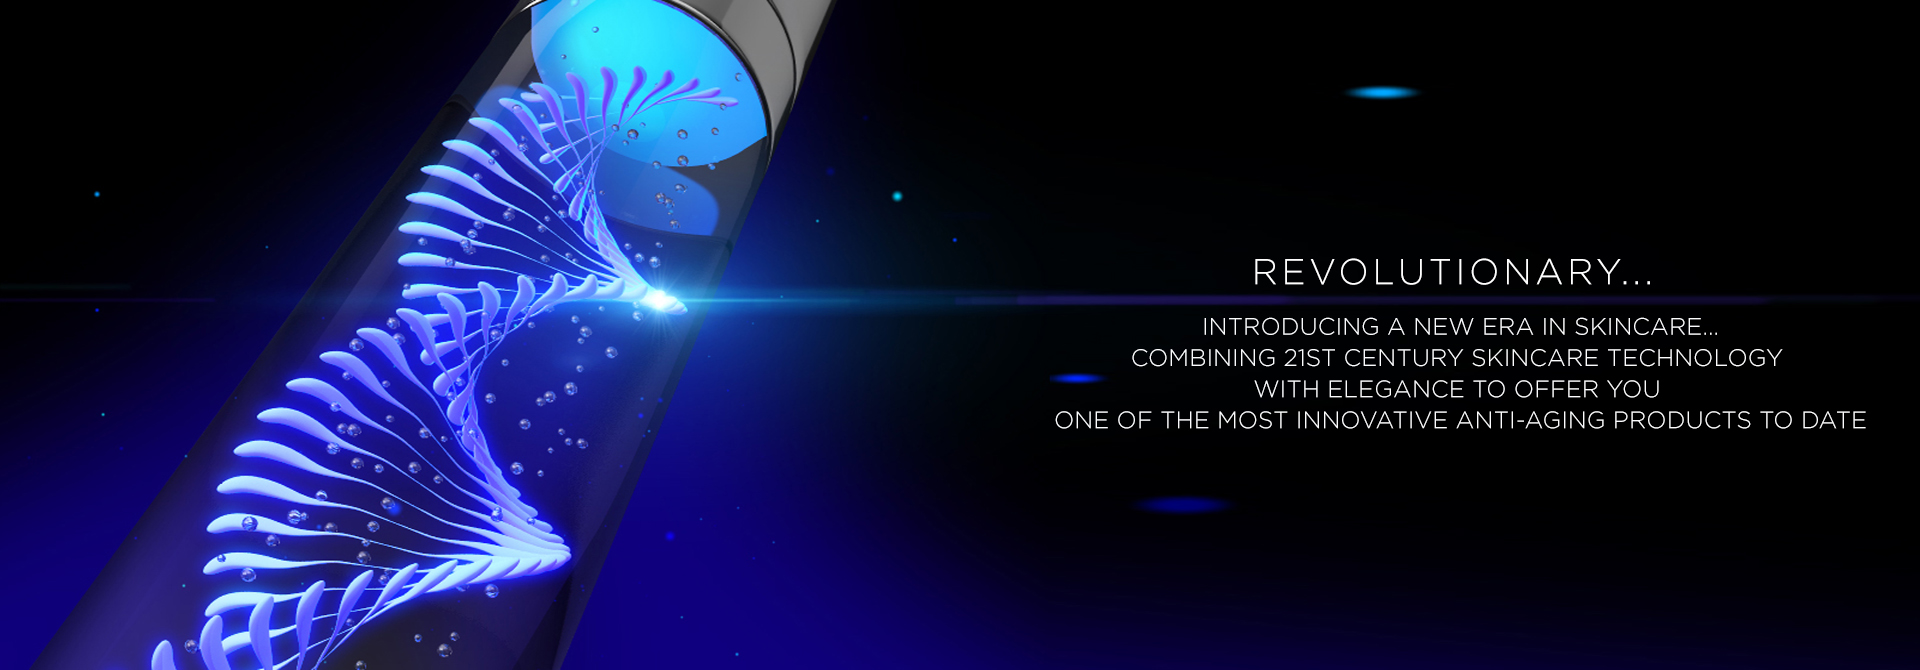 REVOLUTIONARY...
INTRODUCING A NEW ERA IN SKINCARE...
COMBINING 21ST CENTURY SKINCARE TECHNOLOGY
WITH ELEGANCE TO OFFER YOU
ONE OF THE MOST INNOVATIVE ANTI-AGING PRODUCTS TO DATE